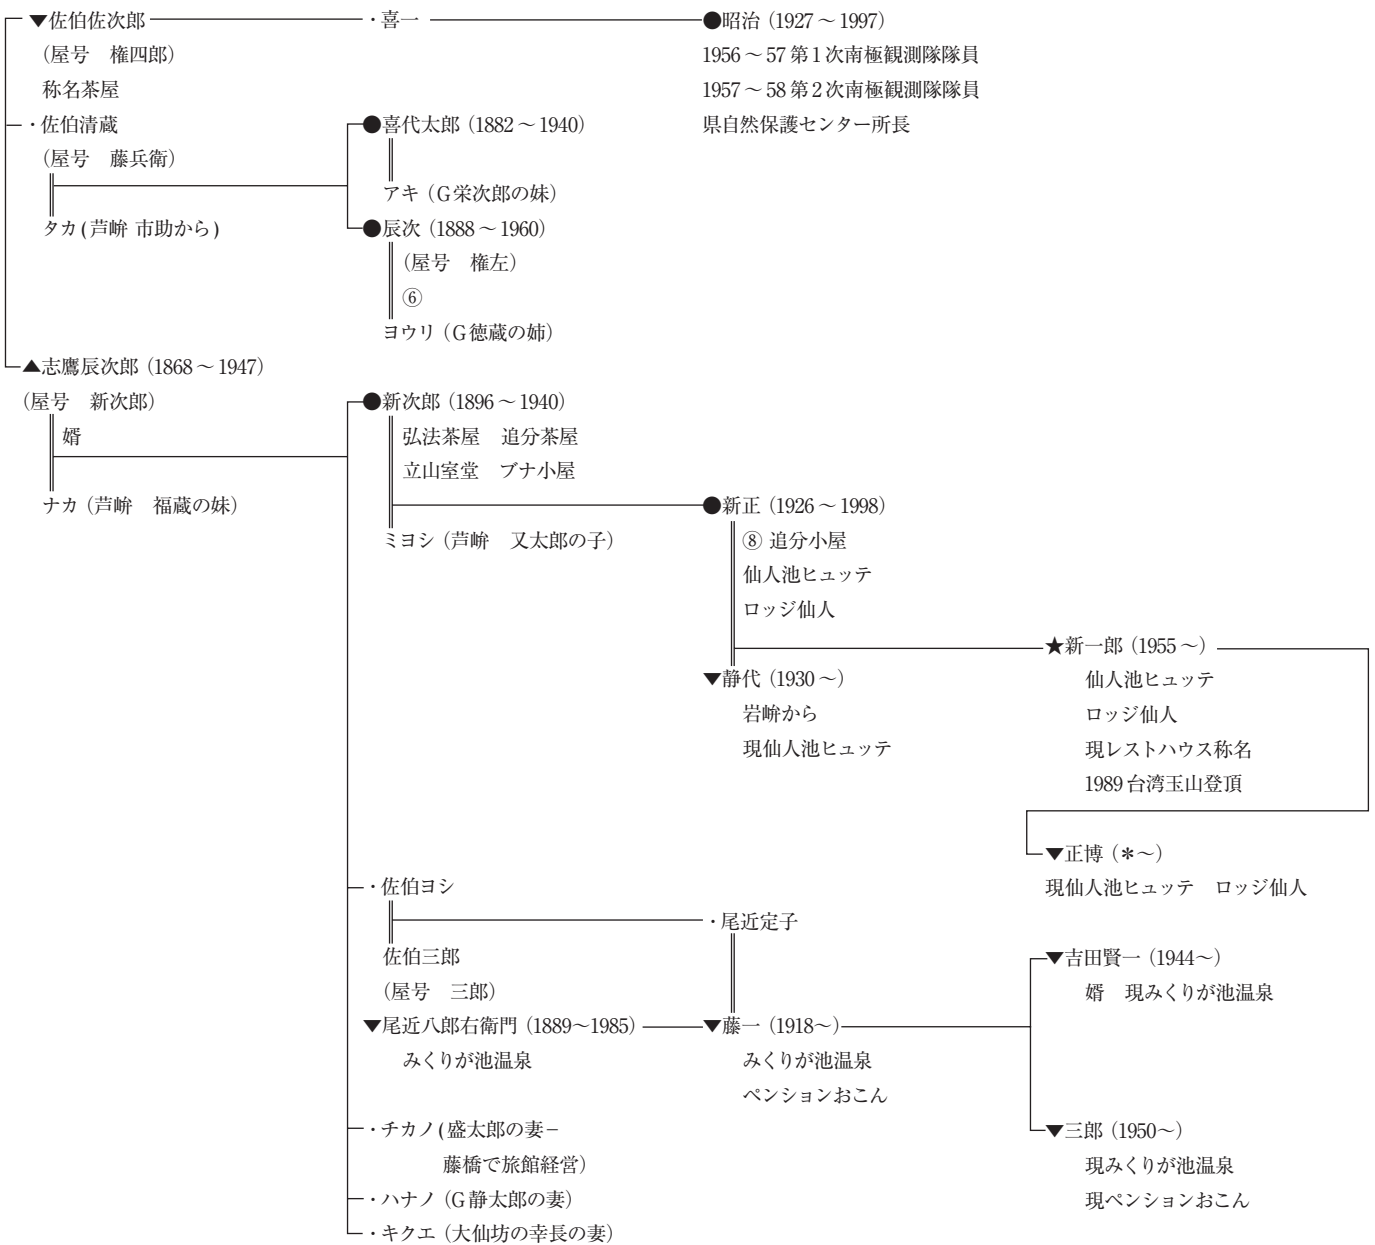 ▼佐伯佐次郎
(屋号　権四郎)
称名茶屋
・喜一
●昭治 (1927～1997)
1956～57 第1次南極観測隊隊員
1957～58 第2次南極観測隊隊員
県自然保護センター所長
・佐伯清蔵
(屋号　藤兵衛)
タカ(芦峅 市助から)
●喜代太郎 (1882～1940)
アキ (G栄次郎の妹)
●辰次 (1888～1960)
(屋号　権左)
⑥
ヨウリ (G徳蔵の姉)
▲志鷹辰次郎 (1868～1947)
(屋号　新次郎)
婿
ナカ (芦峅　福蔵の妹)
●新次郎 (1896～1940)
弘法茶屋　追分茶屋
立山室堂　ブナ小屋
ミヨシ (芦峅　又太郎の子)
●新正 (1926～1998)
⑧ 追分小屋
仙人池ヒュッテ
ロッジ仙人
▼静代 (1930～)
岩峅から
現仙人池ヒュッテ
★新一郎 (1955～)
仙人池ヒュッテ
ロッジ仙人
現レストハウス称名
1989 台湾玉山登頂
▼正博 (＊～)
現仙人池ヒュッテ　ロッジ仙人
・佐伯ヨシ
佐伯三郎
(屋号　三郎)
・尾近定子
▼尾近八郎右衛門 (1889～1985)
みくりが池温泉
▼藤一 (1918～)
みくりが池温泉
ペンションおこん
▼吉田賢一 (1944～)
婿　現みくりが池温泉
▼三郎 (1950～)
現みくりが池温泉
現ペンションおこん
・チカノ(盛太郎の妻－
藤橋で旅館経営)
・ハナノ (G静太郎の妻)
・キクエ (大仙坊の幸長の妻)